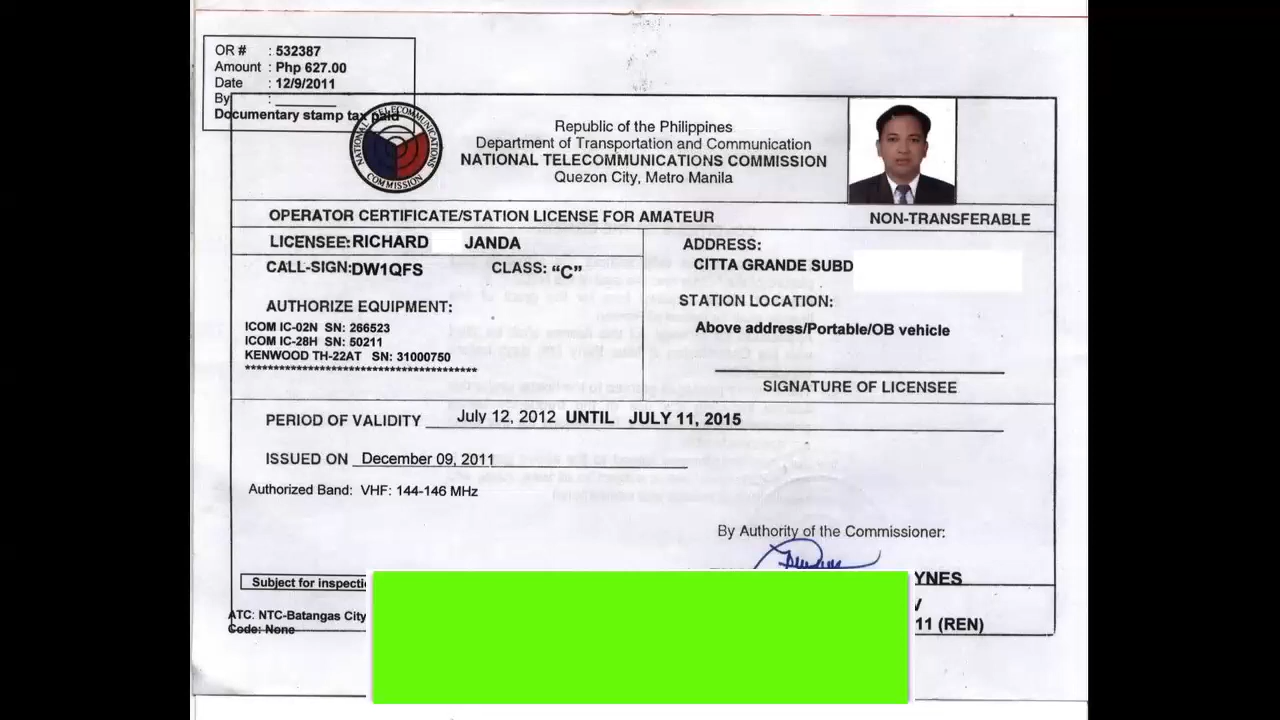 OR # : 532387
Amount : Php 627.00
Date : 12/9/2011
By :
Documentary stamp tax paid
NATIONAL TELECOMMUNICATIONS COMMISSION
Republic of the Philippines
Department of Transportation and Communication
NATIONAL TELECOMMUNICATIONS COMMISSION
Quezon City, Metro Manila
OPERATOR CERTIFICATE/STATION LICENSE FOR AMATEUR
NON-TRANSFERABLE
LICENSEE: RICHARD JANDA
CALL-SIGN: DW1QFS CLASS: “C”
AUTHORIZE EQUIPMENT:
ICOM IC-02N SN: 266523
ICOM IC-28H SN: 50211
KENWOOD TH-22AT SN: 31000750
******************************************
ADDRESS:
CITTA GRANDE SUBD
STATION LOCATION:
Above address/Portable/OB vehicle
SIGNATURE OF LICENSEE
PERIOD OF VALIDITY July 12, 2012 UNTIL JULY 11, 2015
ISSUED ON December 09, 2011
Authorized Band: VHF: 144-146 MHz
By Authority of the Commissioner:
YNES
V
11 (REN)
Subject for inspectio
ATC: NTC-Batangas City
Code: None